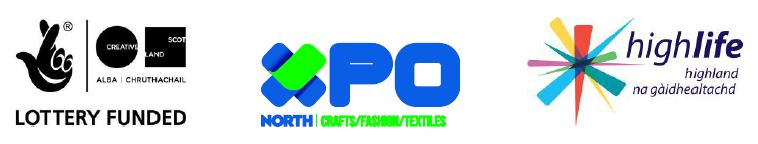 ®
CREATIVE SCOT
LAND
ALBA | CHRUTHACHAIL
LOTTERY FUNDED
XPO
NORTH | CRAFTS/FASHION/TEXTILES
highlife
highland
na gàidhealtachd